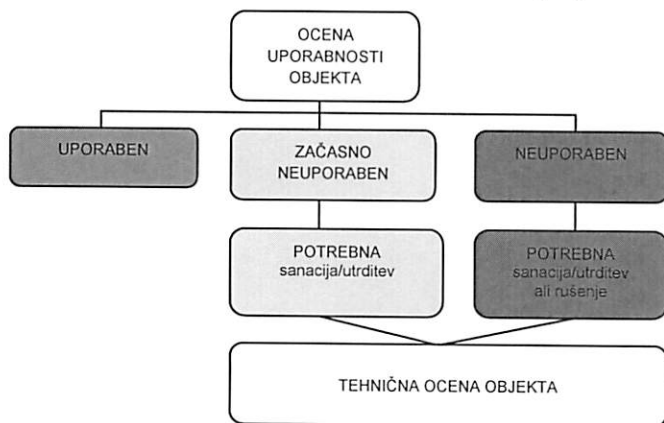 OCENA
UPORABNOSTI
OBJEKTA
UPORABEN
ZAČASNO
NEUPORABEN
NEUPORABEN
POTREBNA
sanacija/utrditev
POTREBNA
sanacija/utrditev
ali rušenje
TEHNIČNA OCENA OBJEKTA